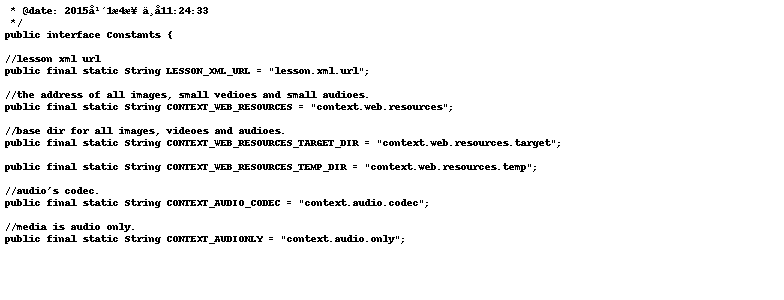 * @date: 2015å¹´1æ4æ¥ ä¸å11:24:33
*/
public interface Constants {
//lesson xml url
public final static String LESSON_XML_URL = "lesson.xml.url";
//the address of all images, small vedioes and small audioes.
public final static String CONTEXT_WEB_RESOURCES = "context.web.resources";
//base dir for all images, videoes and audioes.
public final static String CONTEXT_WEB_RESOURCES_TARGET_DIR = "context.web.resources.target";
public final static String CONTEXT_WEB_RESOURCES_TEMP_DIR = "context.web.resources.temp";
//audio's codec.
public final static String CONTEXT_AUDIO_CODEC = "context.audio.codec";
//media is audio only.
public final static String CONTEXT_AUDIONLY = "context.audio.only";